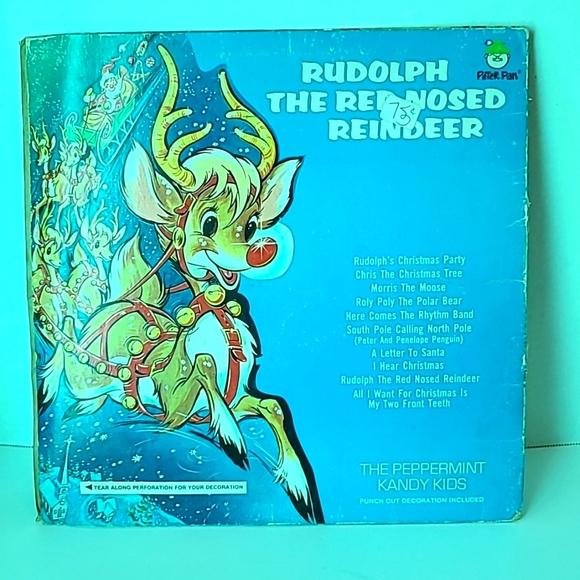 Peter Pan®
RUDOLPH
THE RED NOSED
REINDEER
Rudolph's Christmas Party
Chris The Christmas Tree
Morris The Moose
Roly Poly The Polar Bear
Here Comes The Rhythm Band
South Pole Calling North Pole
(Peter And Penelope Penguin)
A Letter To Santa
I Hear Christmas
Rudolph The Red Nosed Reindeer
All I Want For Christmas Is
My Two Front Teeth
THE PEPPERMINT
KANDY KIDS
PUNCH OUT DECORATION INCLUDED
◄ TEAR ALONG PERFORATION FOR YOUR DECORATION